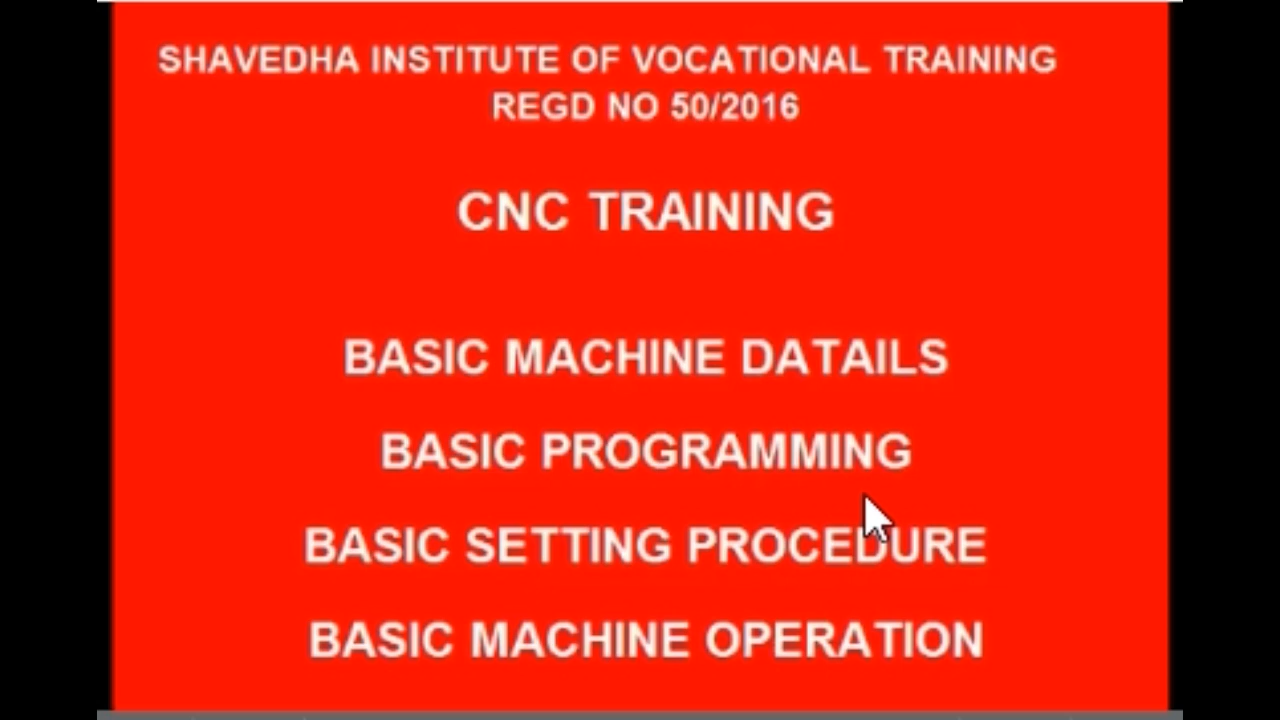 SHAVEDHA INSTITUTE OF VOCATIONAL TRAINING
REGD NO 50/2016
CNC TRAINING
BASIC MACHINE DATAILS
BASIC PROGRAMMING
BASIC SETTING PROCEDURE
BASIC MACHINE OPERATION